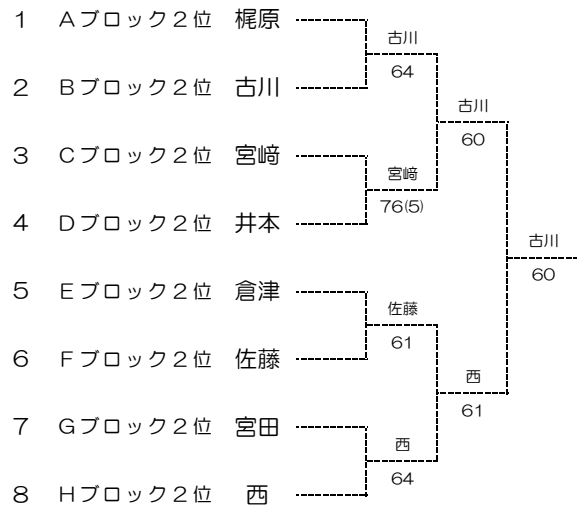 1 Aブロック2位 梶原
古川
64
2 Bブロック2位 古川
古川
60
3 Cブロック2位 宮﨑
宮﨑
76(5)
4 Dブロック2位 井本
古川
60
5 Eブロック2位 倉津
佐藤
61
6 Fブロック2位 佐藤
西
61
7 Gブロック2位 宮田
西
64
8 Hブロック2位 西